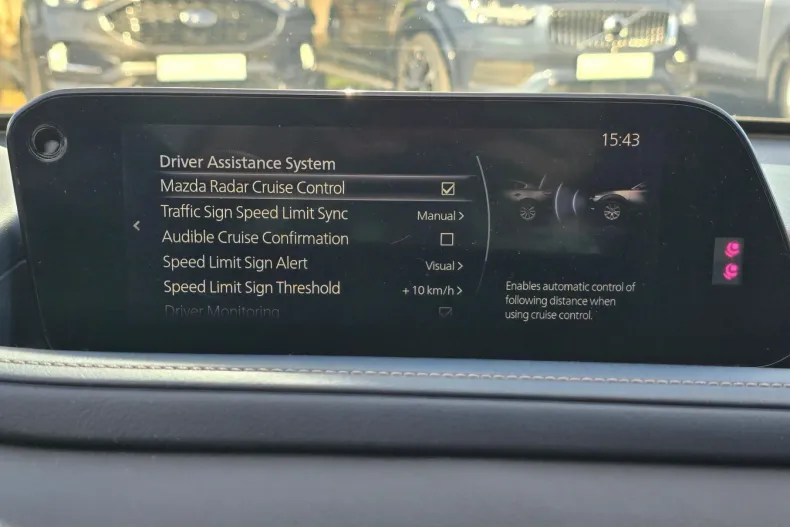 15:43
Driver Assistance System
Mazda Radar Cruise Control
Traffic Sign Speed Limit Sync Manual >
Audible Cruise Confirmation
Speed Limit Sign Alert Visual >
Speed Limit Sign Threshold + 10 km/h >
Driver Monitoring
Enables automatic control of
following distance when
using cruise control.